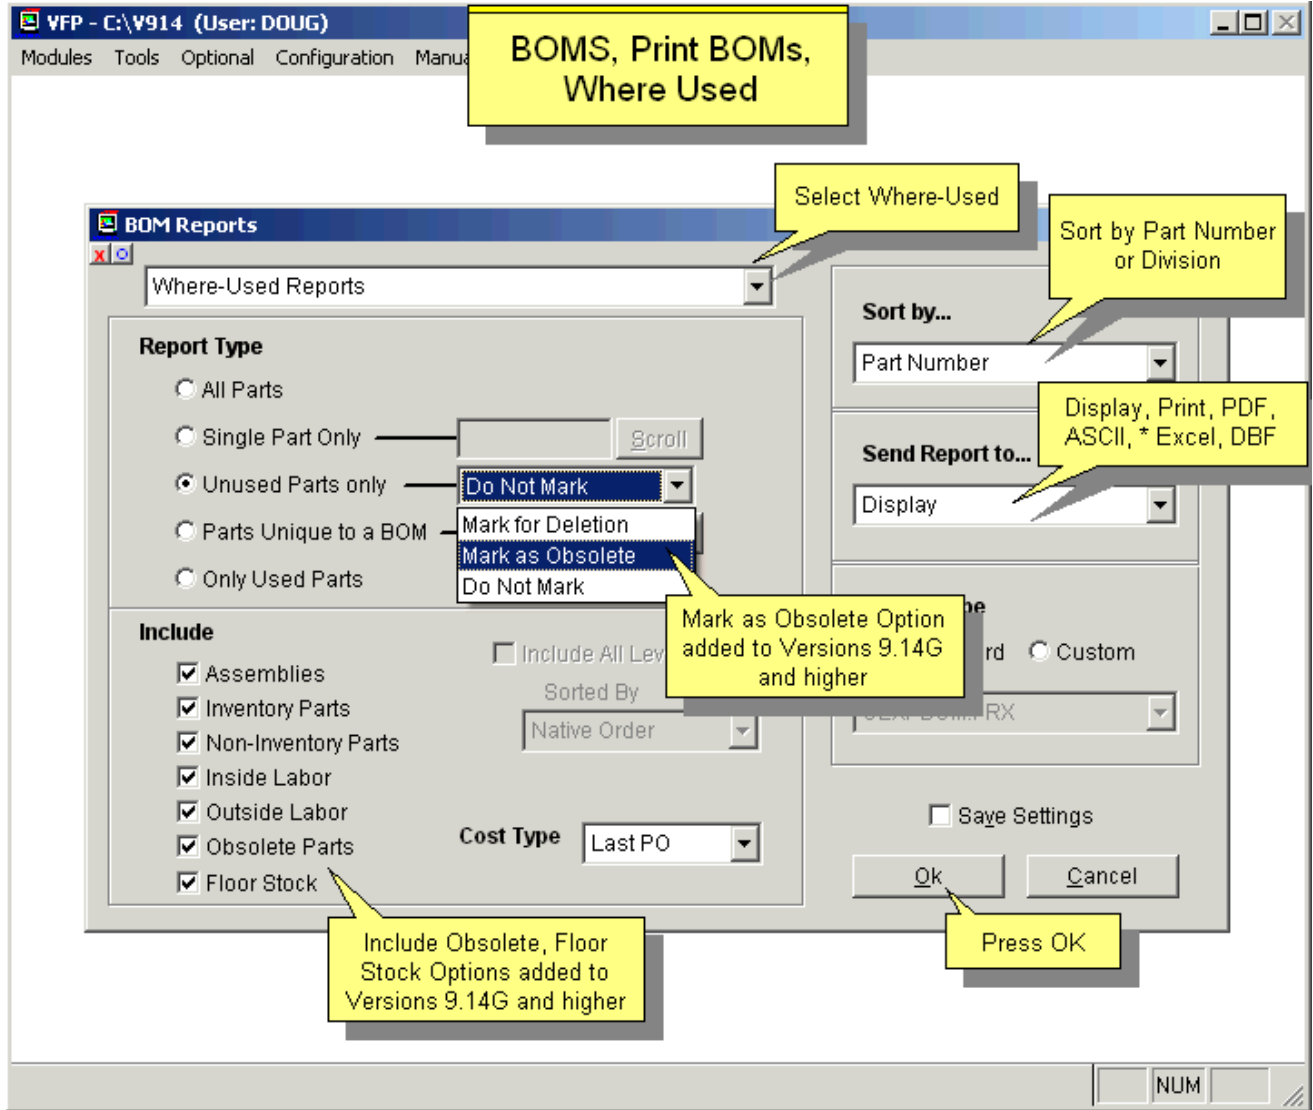 VFP - C:\V914 (User: DOUG)
BOMS, Print BOMs,
Where Used
Modules Tools Optional Configuration
Select Where-Used
BOM Reports
Sort by Part Number
or Division
Where-Used Reports
Sort by...
Part Number
Report Type
All Parts
Single Part Only
Scroll
Unused Parts only
Do Not Mark
Mark for Deletion
Mark as Obsolete
Do Not Mark
Parts Unique to a BOM
Only Used Parts
Display, Print, PDF,
ASCII, * Excel, DBF
Send Report to...
Display
Mark as Obsolete Option
added to Versions 9.14G
and higher
Custom
Include
Assemblies
Inventory Parts
Non-Inventory Parts
Inside Labor
Outside Labor
Obsolete Parts
Floor Stock
Include All
Sorted By
Native Order
Cost Type
Last PO
Save Settings
Ok
Cancel
Press OK
Include Obsolete, Floor
Stock Options added to
Versions 9.14G and higher
NUM